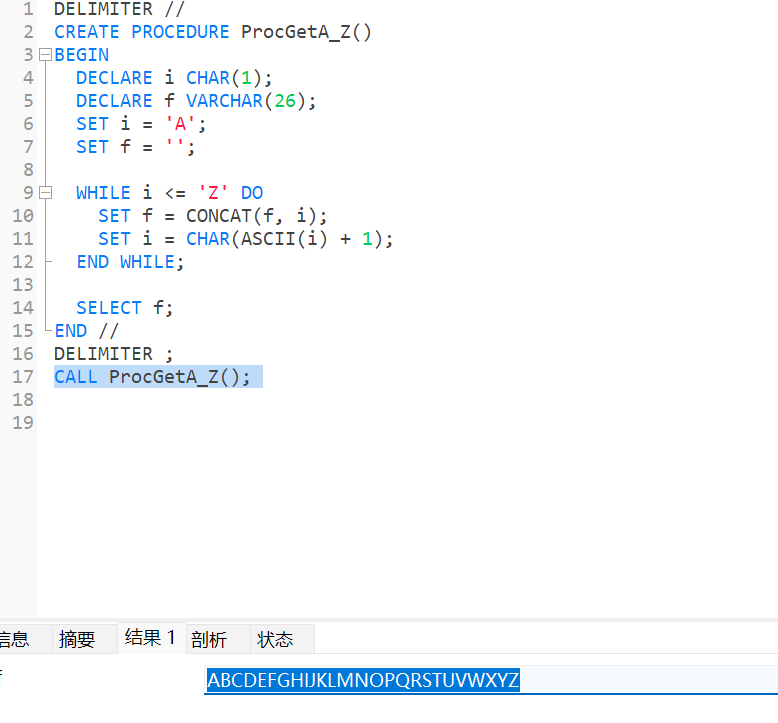 1 DELIMITER //
2 CREATE PROCEDURE ProcGetA_Z()
3 BEGIN
4 DECLARE i CHAR(1);
5 DECLARE f VARCHAR(26);
6 SET i = 'A';
7 SET f = '';
8
9 WHILE i <= 'Z' DO
10 SET f = CONCAT(f, i);
11 SET i = CHAR(ASCII(i) + 1);
12 END WHILE;
13
14 SELECT f;
15 END //
16 DELIMITER ;
17 CALL ProcGetA_Z();
18
19
信息 摘要 结果 1 剖析 状态
f ABCDEFGHIJKLMNOPQRSTUVWXYZ